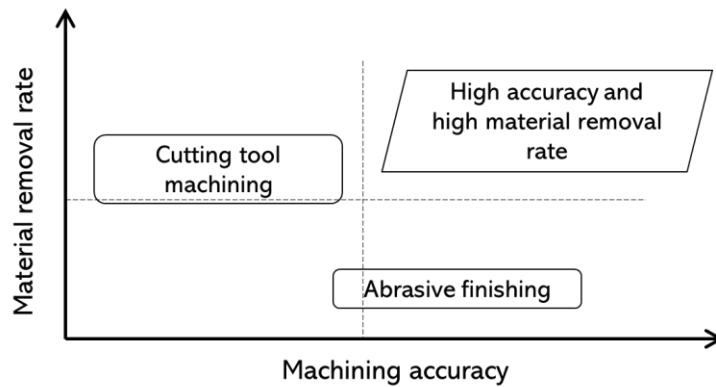 Material removal rate
High accuracy and
high material removal
rate
Cutting tool
machining
Abrasive finishing
Machining accuracy